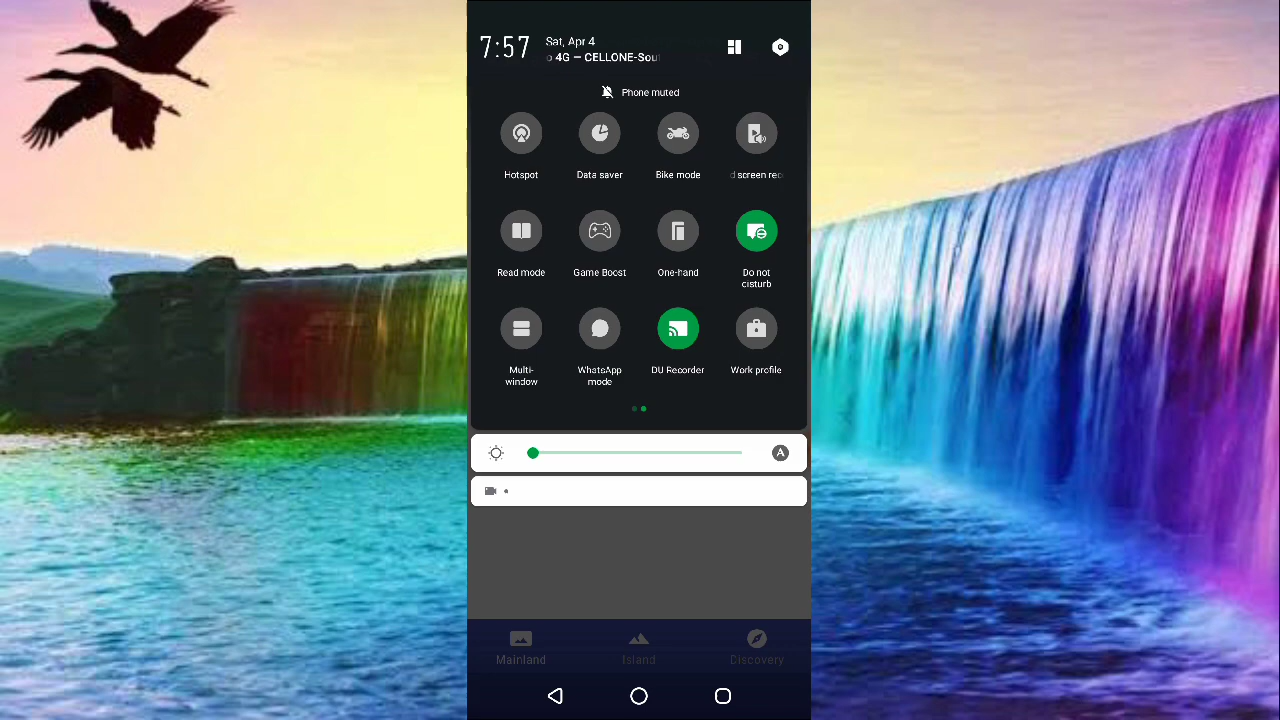 7:57
Sat, Apr 4
4G — CELLONE-Sou
Phone muted
Hotspot
Data saver
Bike mode
d screen rec
Read mode
Game Boost
One-hand
Do not
disturb
Multi-
window
WhatsApp
mode
DU Recorder
Work profile
A
Mainland
Island
Discovery